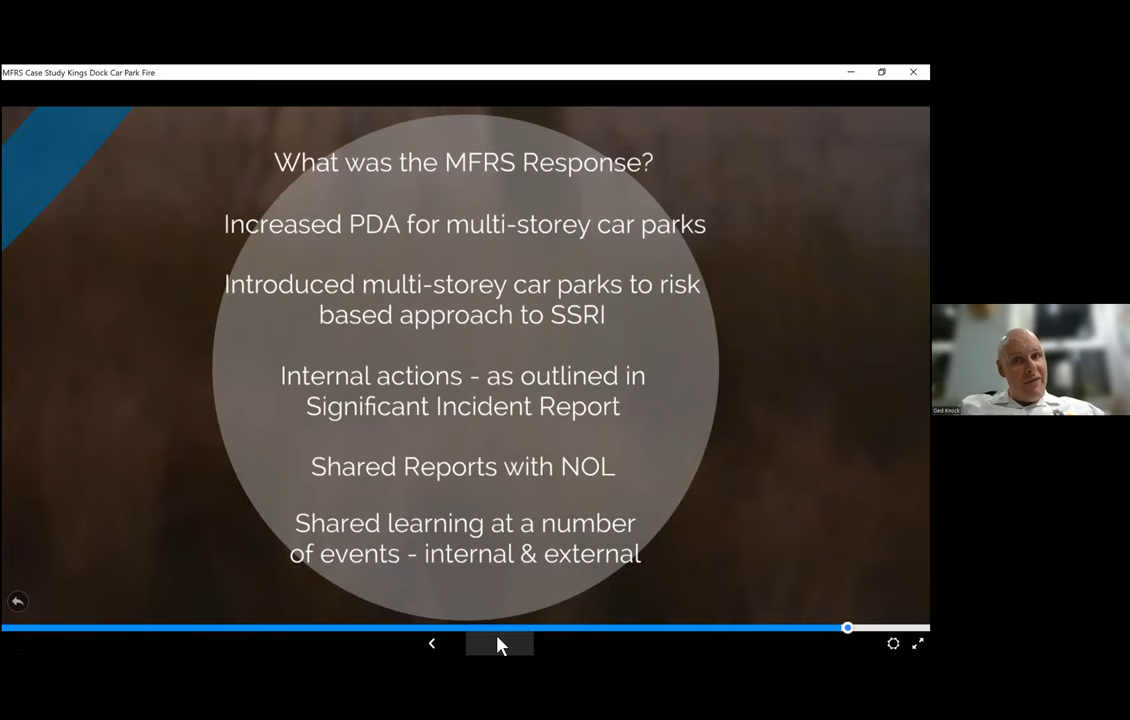 MFRS Case Study Kings Dock Car Park Fire
What was the MFRS Response?
Increased PDA for multi-storey car parks
Introduced multi-storey car parks to risk
based approach to SSRI
Internal actions - as outlined in
Significant Incident Report
Shared Reports with NOL
Shared learning at a number
of events - internal & external
Ged Knock